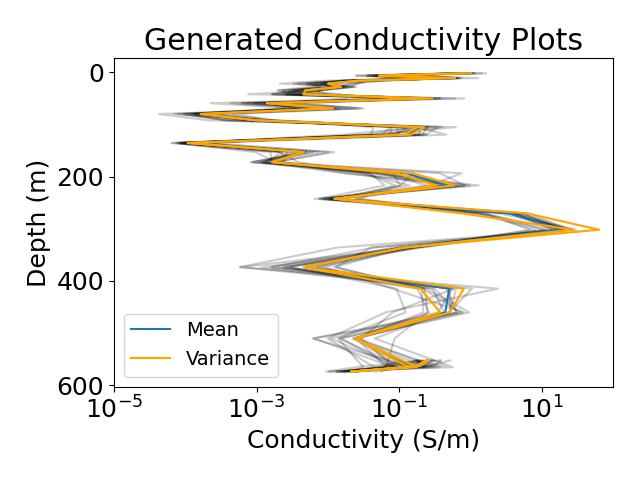 Generated Conductivity Plots
0
200
400
600
Depth (m)
Mean
Variance
10^-5
10^-3
10^-1
10^1
Conductivity (S/m)